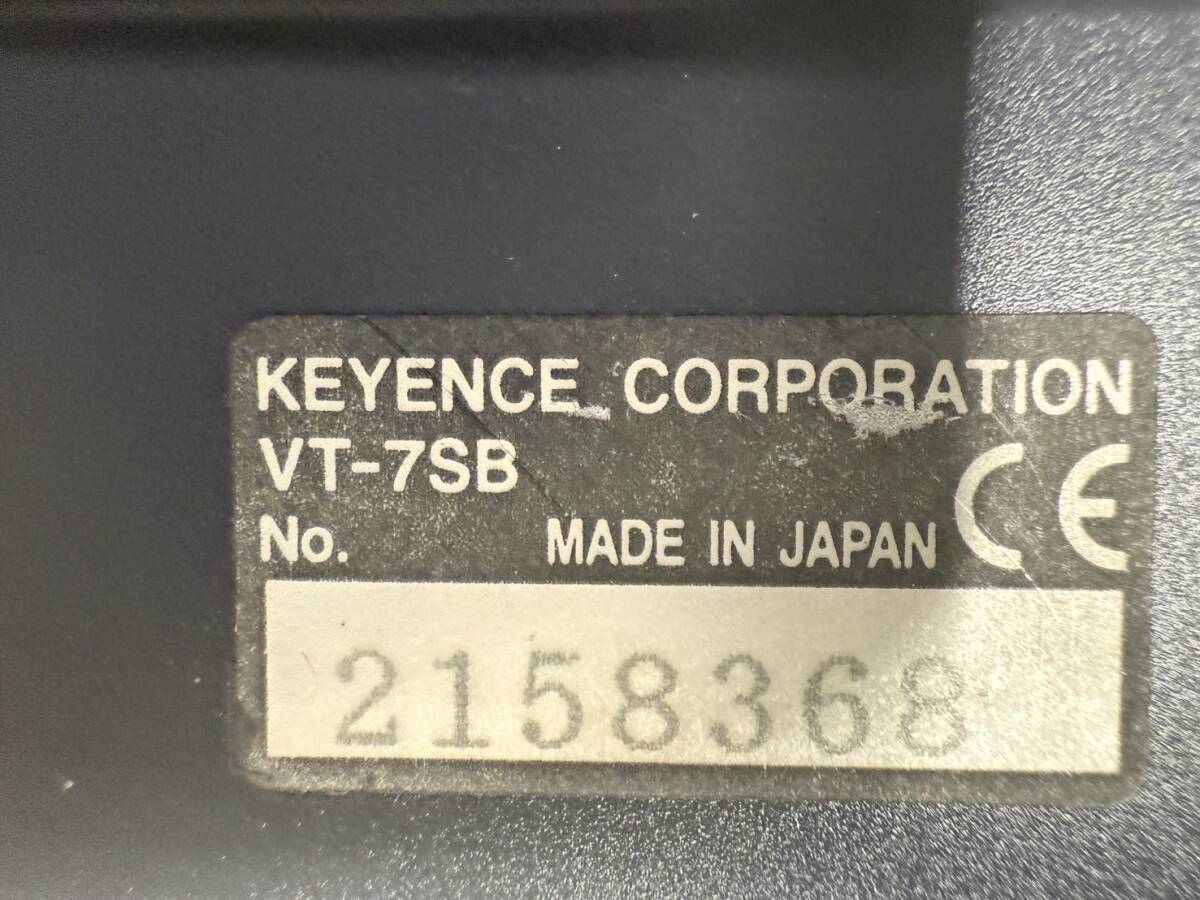 KEYENCE CORPORATION
VT-7SB
No. MADE IN JAPAN CE
2158368